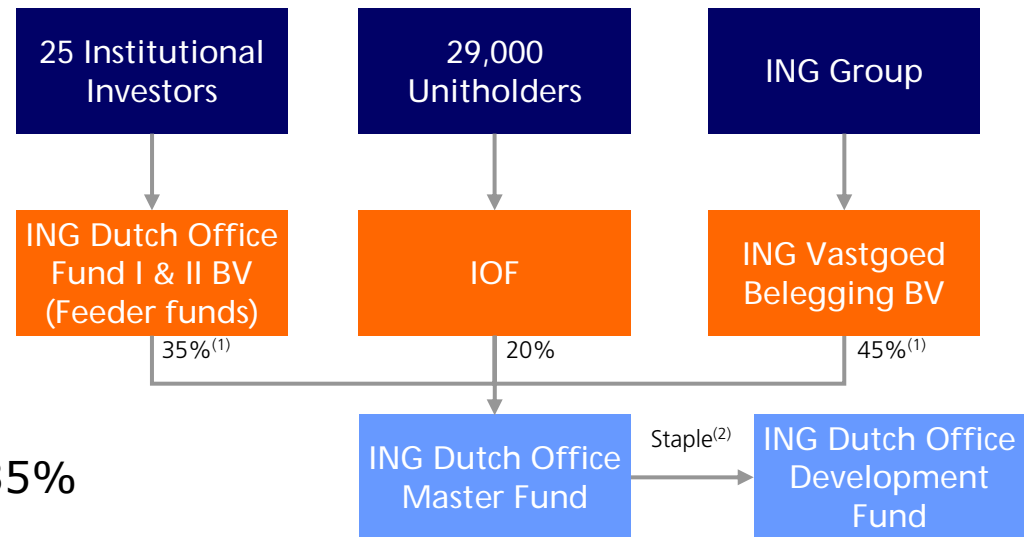 25 Institutional
Investors
29,000
Unitholders
ING Group
ING Dutch Office
Fund I & II BV
(Feeder funds)
IOF
ING Vastgoed
Belegging BV
35%(1)
20%
45%(1)
ING Dutch Office
Master Fund
Staple(2)
ING Dutch Office
Development
Fund
5%